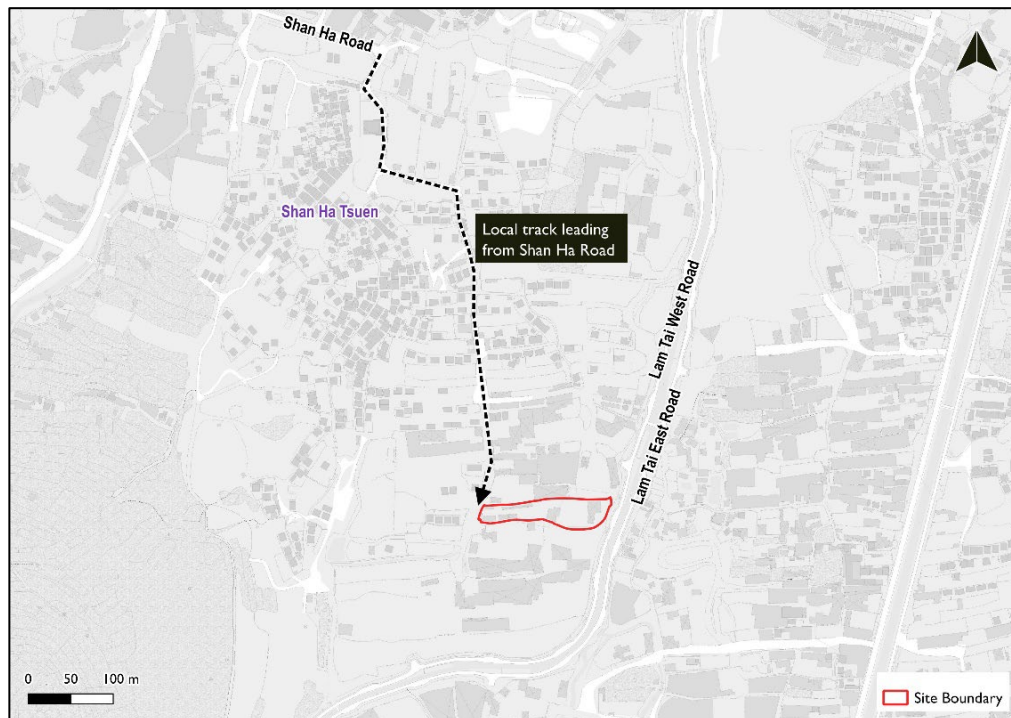 Shan Ha Road
Shan Ha Tsuen
Local track leading
from Shan Ha Road
Lam Tai West Road
Lam Tai East Road
0 50 100 m
Site Boundary